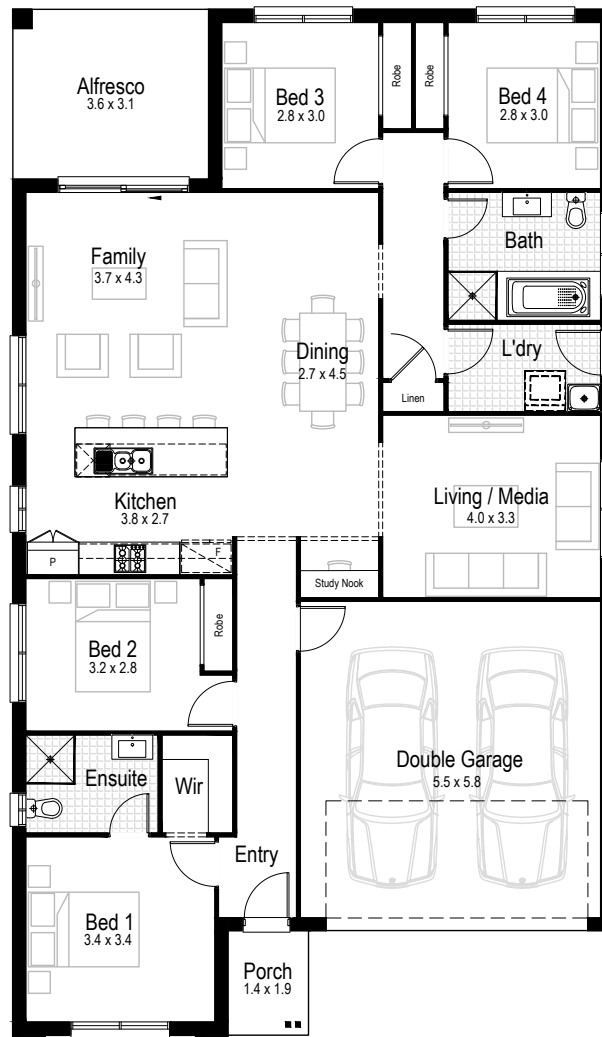 Alfresco
3.6 x 3.1
Bed 3
2.8 x 3.0
Robe
Robe
Bed 4
2.8 x 3.0
Bath
Family
3.7 x 4.3
Dining
2.7 x 4.5
L'dry
Linen
Kitchen
3.8 x 2.7
Living / Media
4.0 x 3.3
P
F
Study Nook
Bed 2
3.2 x 2.8
Robe
Double Garage
5.5 x 5.8
Ensuite
Wir
Entry
Bed 1
3.4 x 3.4
Porch
1.4 x 1.9